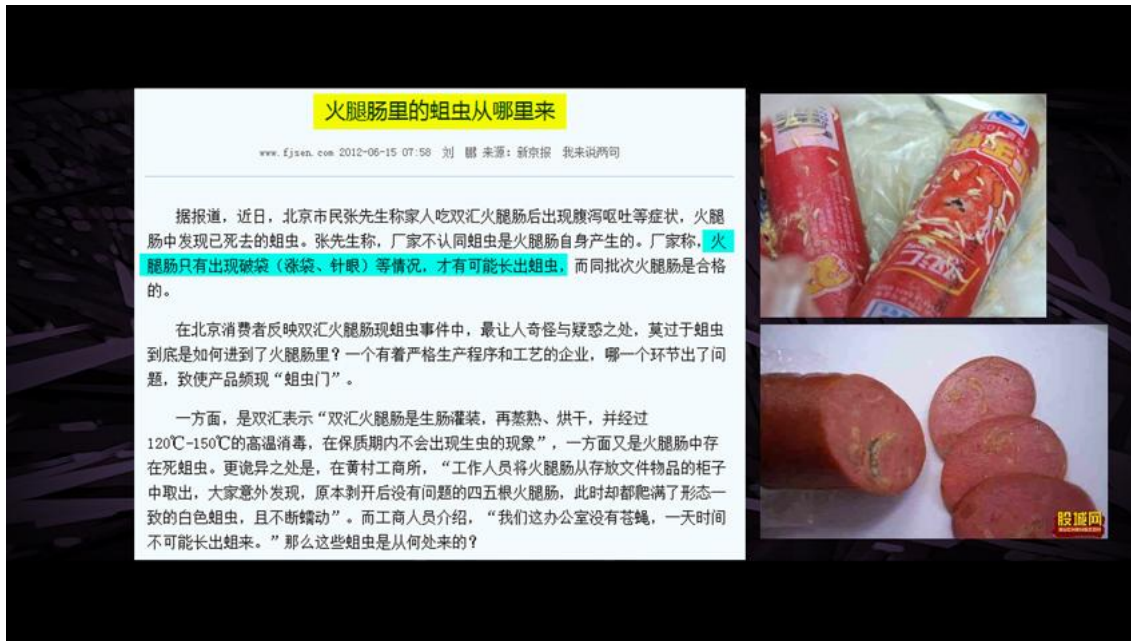 火腿肠里的蛆虫从哪里来
www.fjsen.com 2012-06-15 07:58 刘 鹏 来源：新京报 我来说两句
据报道，近日，北京市民张先生称家人吃双汇火腿肠后出现腹泻呕吐等症状，火腿
肠中发现已死去的蛆虫。张先生称，厂家不认同蛆虫是火腿肠自身产生的。厂家称，火
腿肠只有出现破袋（涨袋、针眼）等情况，才有可能长出蛆虫，而同批次火腿肠是合格
的。
在北京消费者反映双汇火腿肠现蛆虫事件中，最让人奇怪与疑惑之处，莫过于蛆虫
到底是如何进到了火腿肠里？一个有着严格生产程序和工艺的企业，哪一个环节出了问
题，致使产品频现“蛆虫门”。
一方面，是双汇表示“双汇火腿肠是生肠灌装，再蒸熟、烘干，并经过
120℃-150℃的高温消毒，在保质期内不会出现生虫的现象”，一方面又是火腿肠中存
在死蛆虫。更诡异之处是，在黄村工商所，“工作人员将火腿肠从存放文件物品的柜子
中取出，大家意外发现，原本剥开后没有问题的四五根火腿肠，此时却都爬满了形态一
致的白色蛆虫，且不断蠕动”。而工商人员介绍，“我们这办公室没有苍蝇，一天时间
不可能长出蛆来。”那么这些蛆虫是从何处来的？
双汇
股城网